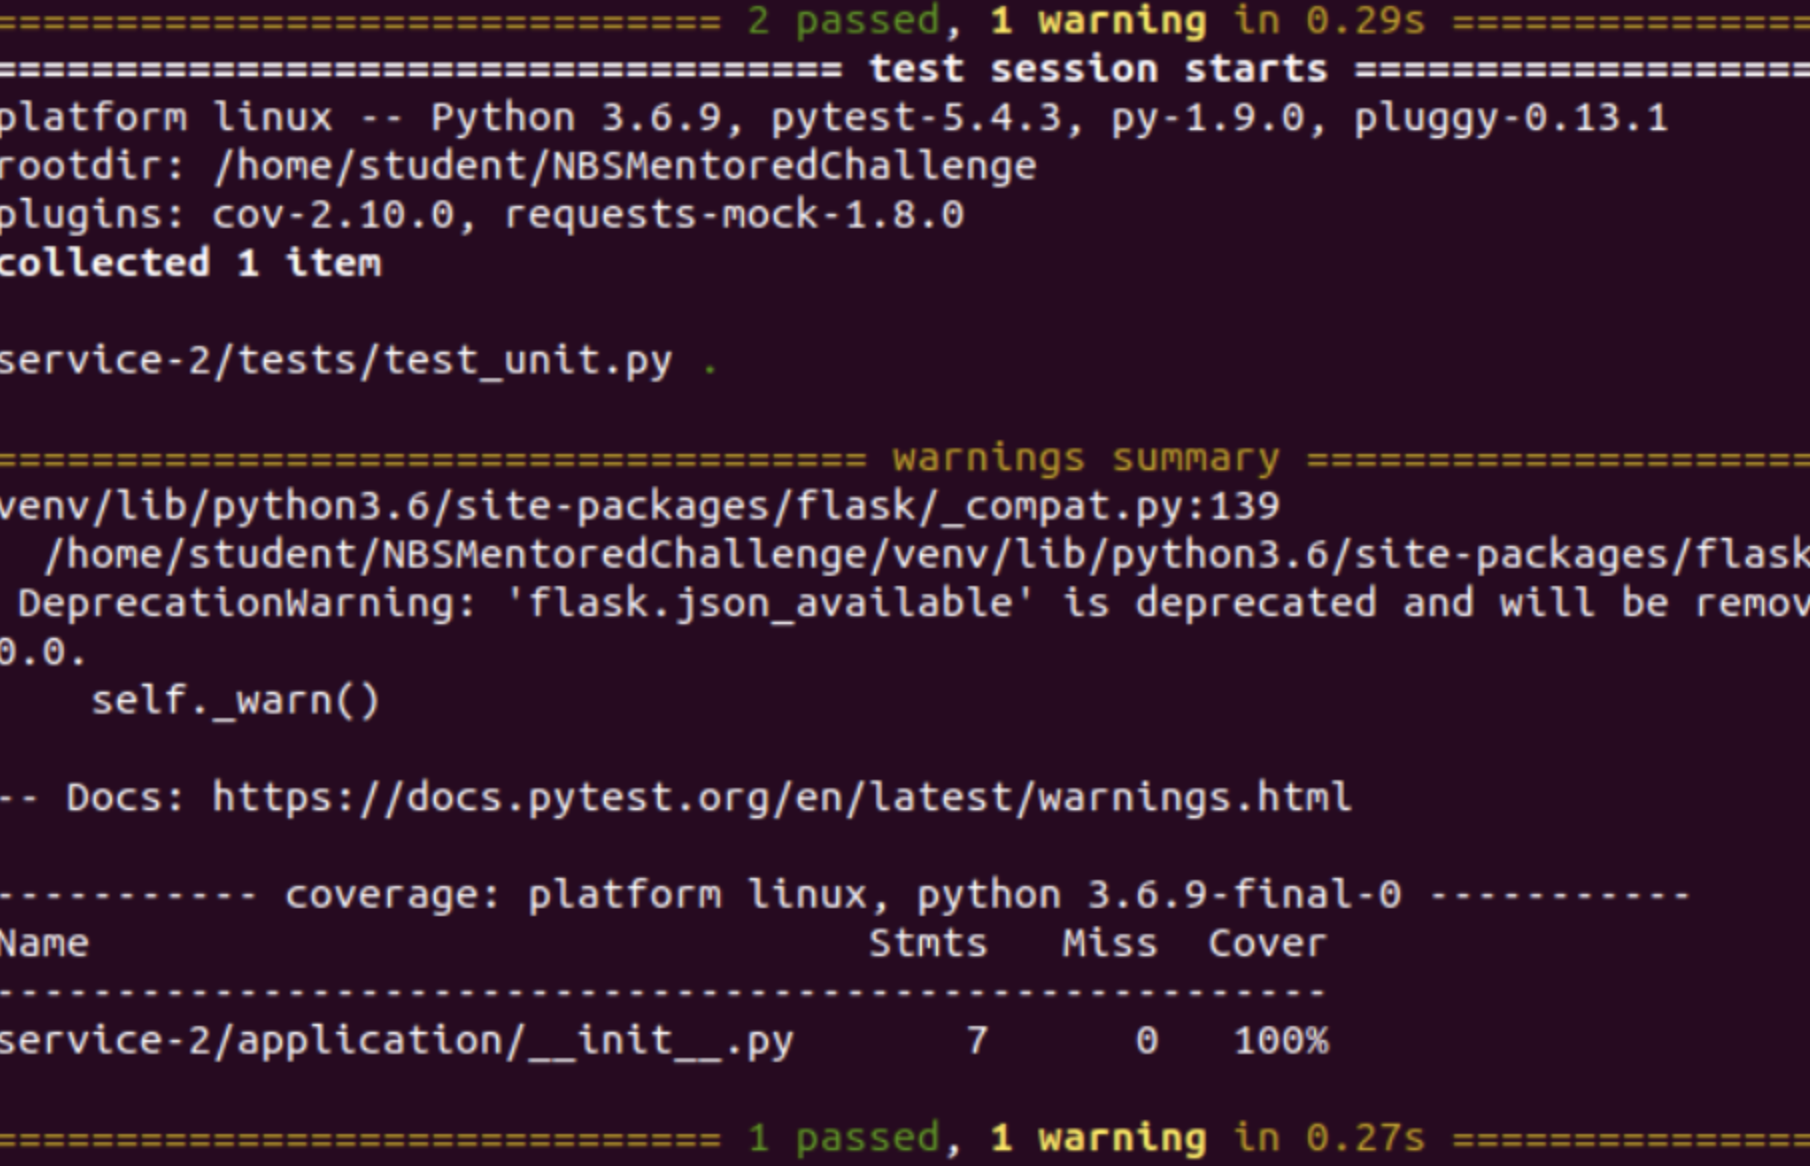 ============================== 2 passed, 1 warning in 0.29s ===============
=================================== test session starts ===================
platform linux -- Python 3.6.9, pytest-5.4.3, py-1.9.0, pluggy-0.13.1
rootdir: /home/student/NBSMentoredChallenge
plugins: cov-2.10.0, requests-mock-1.8.0
collected 1 item
service-2/tests/test_unit.py .
==================================== warnings summary =====================
venv/lib/python3.6/site-packages/flask/_compat.py:139
/home/student/NBSMentoredChallenge/venv/lib/python3.6/site-packages/flask
DeprecationWarning: 'flask.json_available' is deprecated and will be remov
0.0.
self._warn()
-- Docs: https://docs.pytest.org/en/latest/warnings.html
----------- coverage: platform linux, python 3.6.9-final-0 -----------
Name Stmts Miss Cover
-------------------------------------------------------
service-2/application/__init__.py 7 0 100%
============================== 1 passed, 1 warning in 0.27s ===============